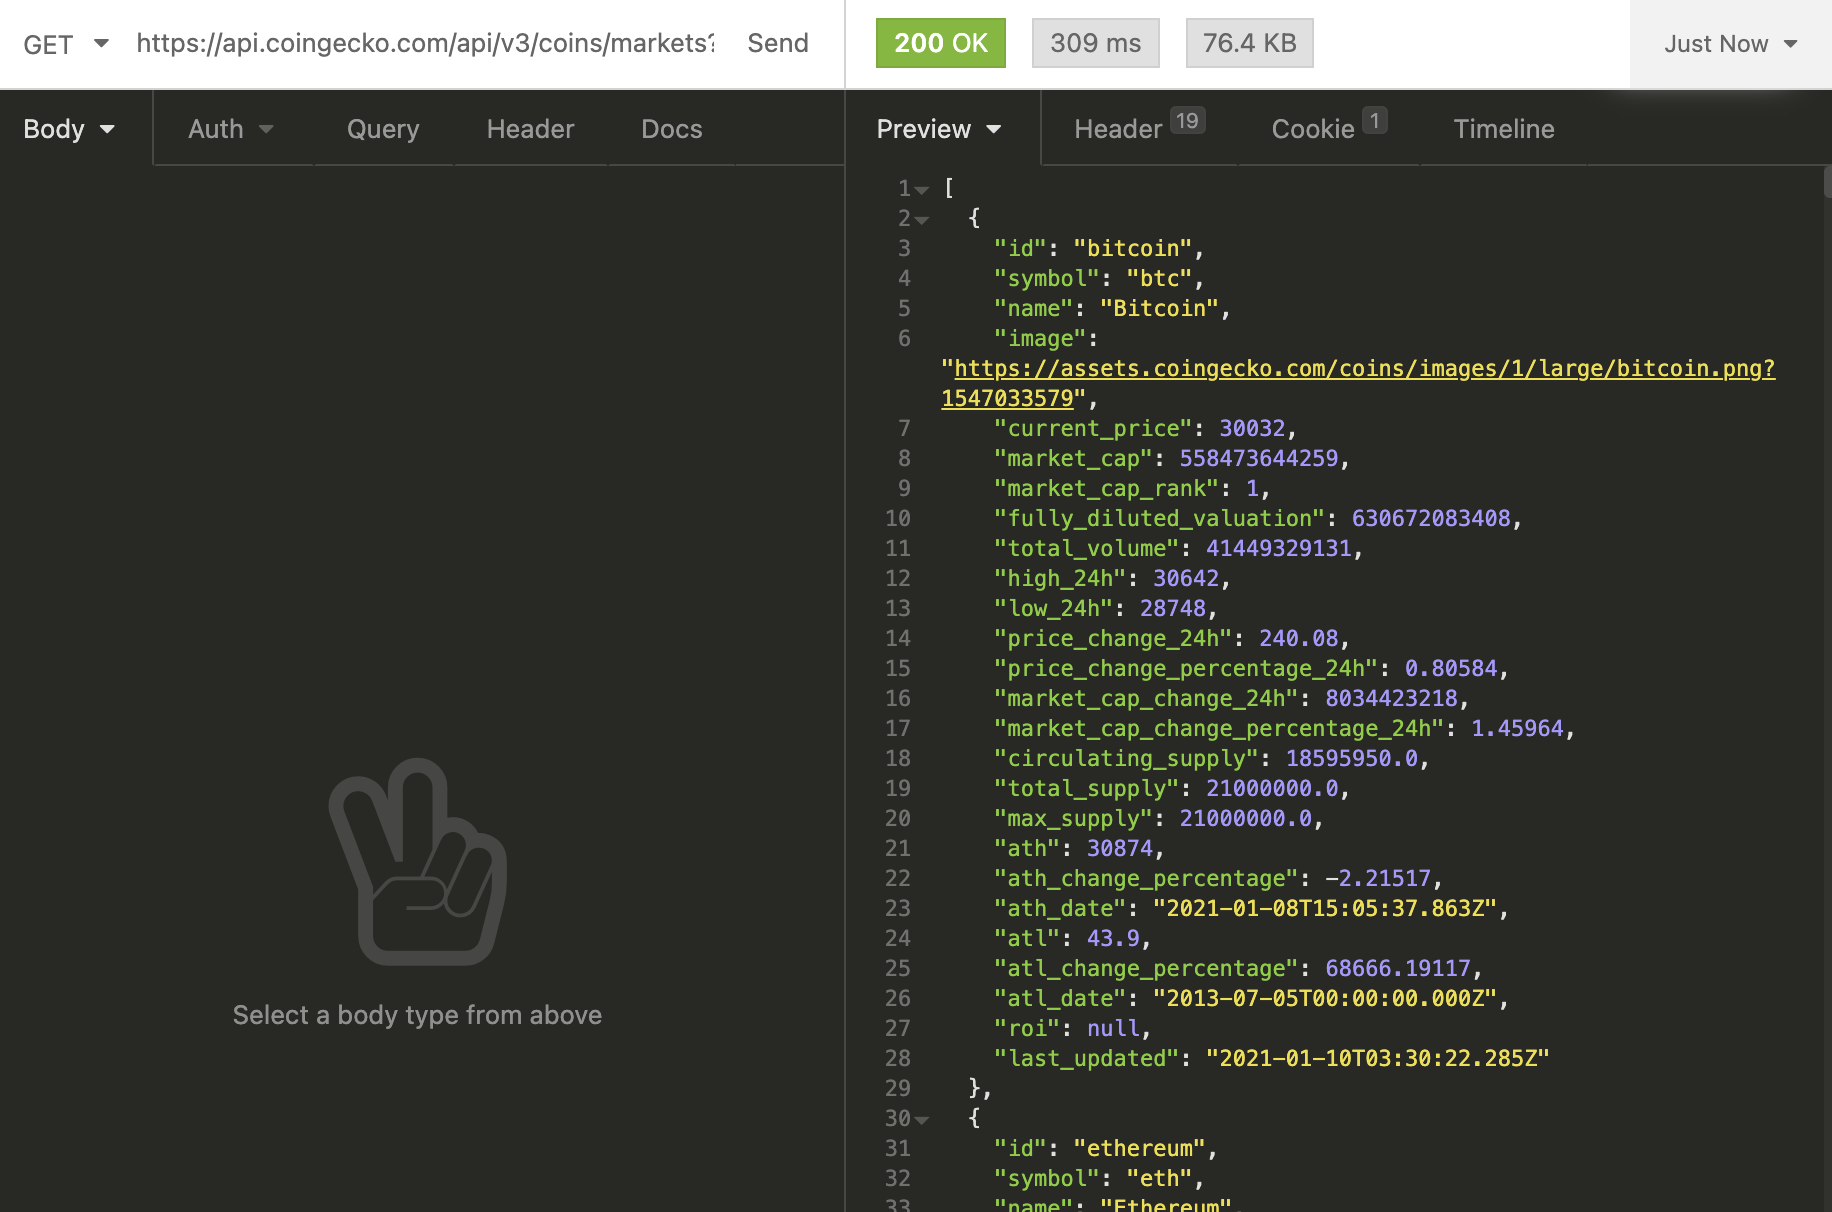 GET https://api.coingecko.com/api/v3/coins/markets? Send 200 OK 309 ms 76.4 KB Just Now
Body Auth Query Header Docs Preview Header 19 Cookie 1 Timeline
1 [
2 {
3 "id": "bitcoin",
4 "symbol": "btc",
5 "name": "Bitcoin",
6 "image":
"https://assets.coingecko.com/coins/images/1/large/bitcoin.png?
1547033579",
7 "current_price": 30032,
8 "market_cap": 558473644259,
9 "market_cap_rank": 1,
10 "fully_diluted_valuation": 630672083408,
11 "total_volume": 41449329131,
12 "high_24h": 30642,
13 "low_24h": 28748,
14 "price_change_24h": 240.08,
15 "price_change_percentage_24h": 0.80584,
16 "market_cap_change_24h": 8034423218,
17 "market_cap_change_percentage_24h": 1.45964,
18 "circulating_supply": 18595950.0,
19 "total_supply": 21000000.0,
20 "max_supply": 21000000.0,
21 "ath": 30874,
22 "ath_change_percentage": -2.21517,
23 "ath_date": "2021-01-08T15:05:37.863Z",
24 "atl": 43.9,
25 "atl_change_percentage": 68666.19117,
26 "atl_date": "2013-07-05T00:00:00.000Z",
27 "roi": null,
28 "last_updated": "2021-01-10T03:30:22.285Z"
29 },
30 {
31 "id": "ethereum",
32 "symbol": "eth",
33 "name": "Ethereum",
Select a body type from above